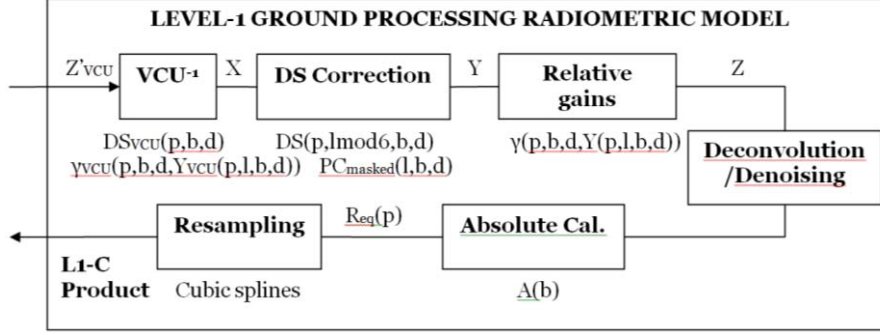 LEVEL-1 GROUND PROCESSING RADIOMETRIC MODEL
Z'VCU
VCU-1
X
DS Correction
Y
Relative
gains
Z
DSVCU(p,b,d)
γVCU(p,b,d,YVCU(p,l,b,d))
DS(p,lmod6,b,d)
PCmasked(l,b,d)
γ(p,b,d,Y(p,l,b,d))
Deconvolution
/Denoising
Absolute Cal.
A(b)
Req(p)
Resampling
Cubic splines
L1-C
Product